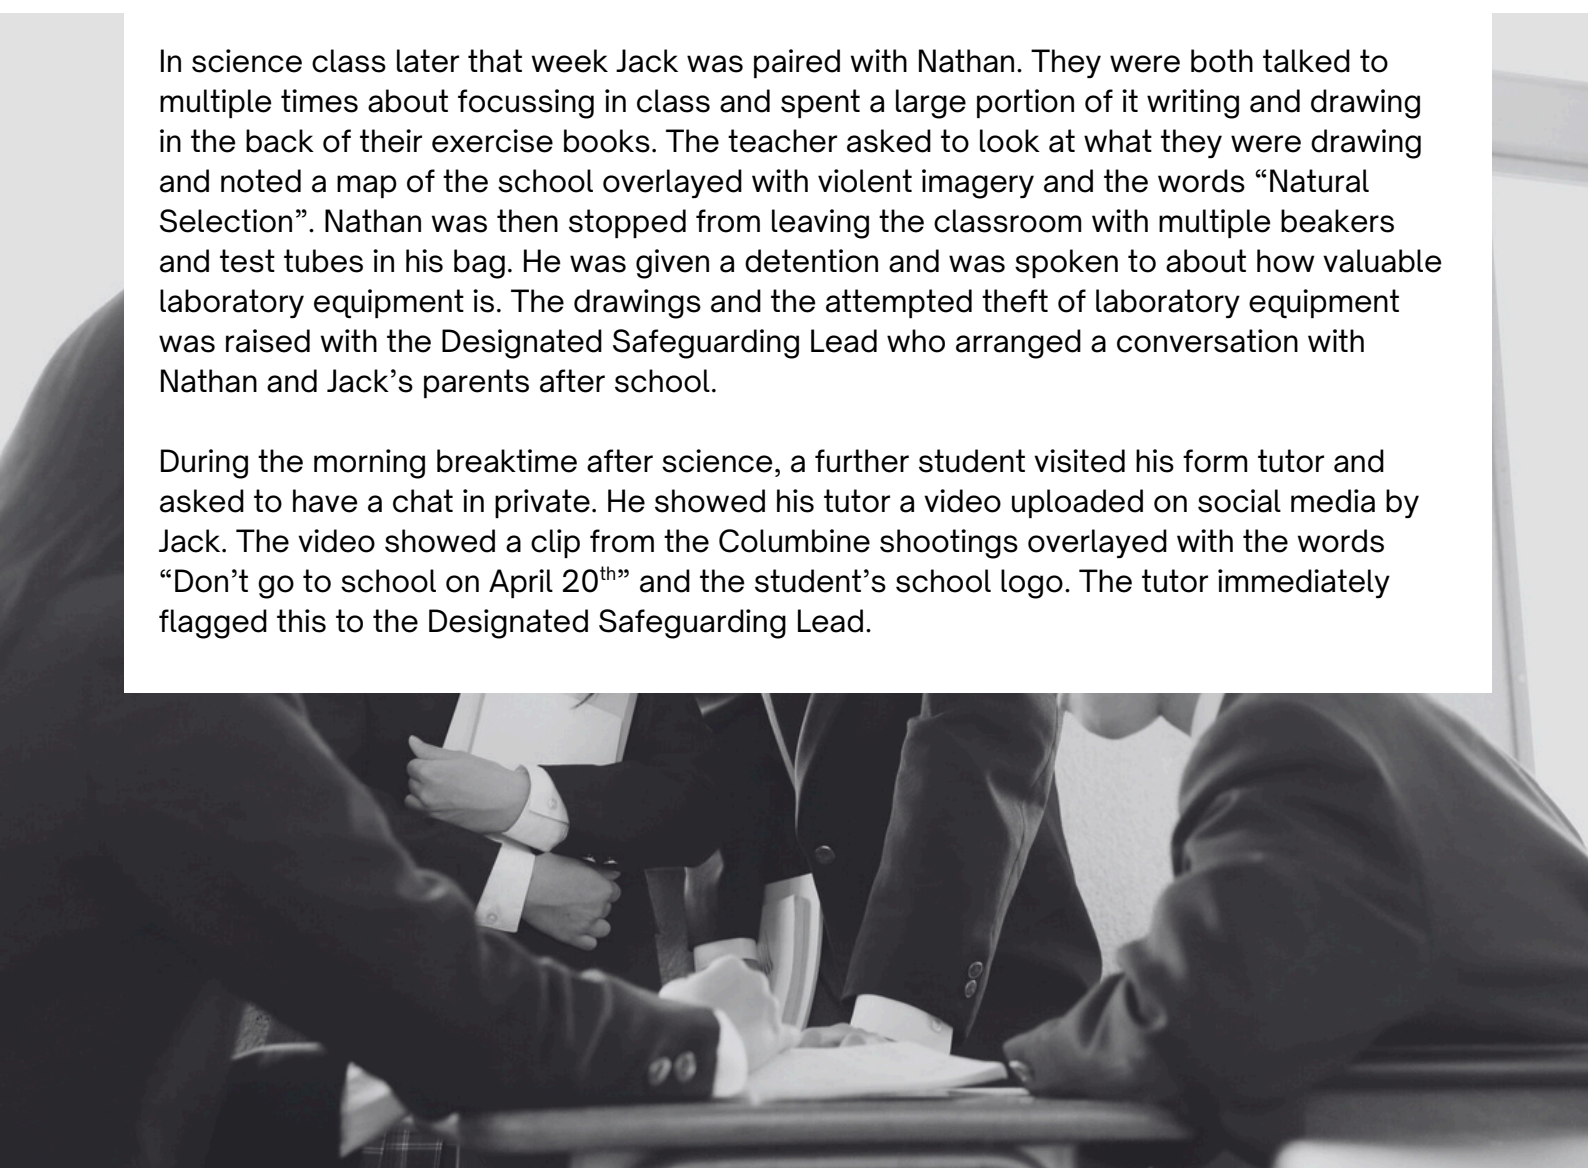 In science class later that week Jack was paired with Nathan. They were both talked to
multiple times about focussing in class and spent a large portion of it writing and drawing
in the back of their exercise books. The teacher asked to look at what they were drawing
and noted a map of the school overlayed with violent imagery and the words “Natural
Selection”. Nathan was then stopped from leaving the classroom with multiple beakers
and test tubes in his bag. He was given a detention and was spoken to about how valuable
laboratory equipment is. The drawings and the attempted theft of laboratory equipment
was raised with the Designated Safeguarding Lead who arranged a conversation with
Nathan and Jack’s parents after school.
During the morning breaktime after science, a further student visited his form tutor and
asked to have a chat in private. He showed his tutor a video uploaded on social media by
Jack. The video showed a clip from the Columbine shootings overlayed with the words
“Don’t go to school on April 20th” and the student’s school logo. The tutor immediately
flagged this to the Designated Safeguarding Lead.